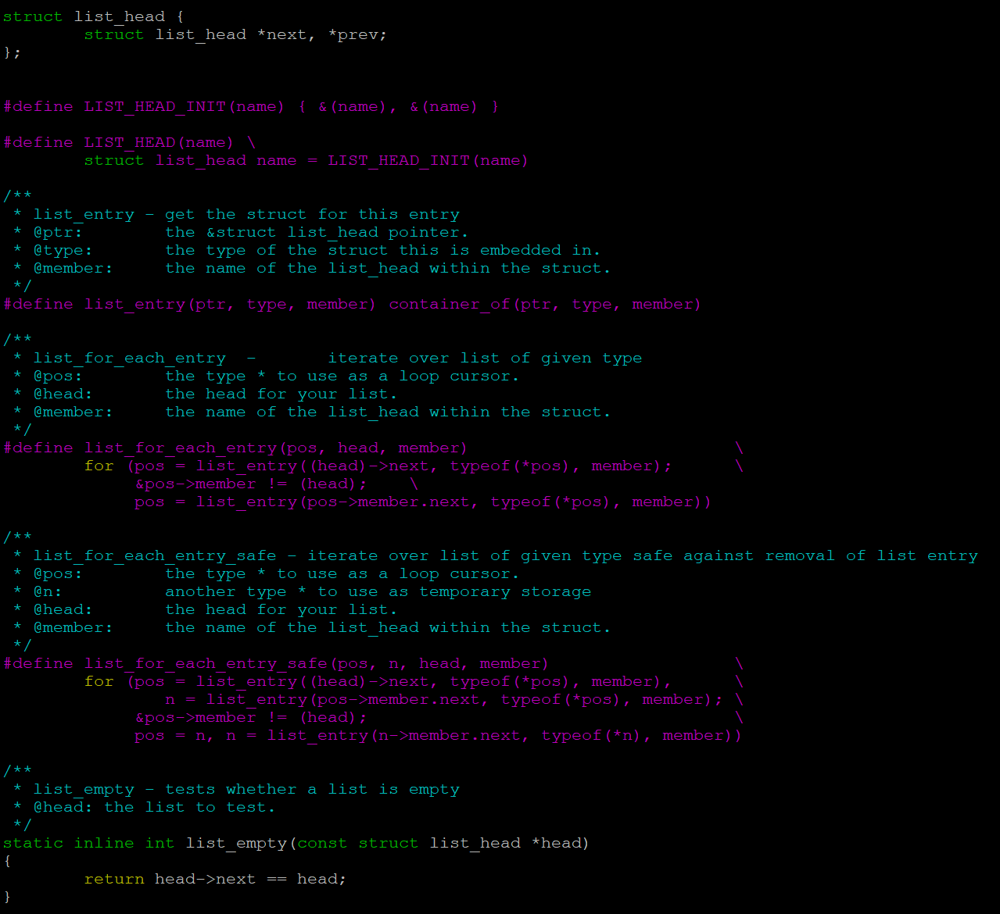 struct list_head {
        struct list_head *next, *prev;
};
#define LIST_HEAD_INIT(name) { &(name), &(name) }
#define LIST_HEAD(name) \
        struct list_head name = LIST_HEAD_INIT(name)
/**
 * list_entry - get the struct for this entry
 * @ptr:        the &struct list_head pointer.
 * @type:       the type of the struct this is embedded in.
 * @member:     the name of the list_head within the struct.
 */
#define list_entry(ptr, type, member) container_of(ptr, type, member)
/**
 * list_for_each_entry  -       iterate over list of given type
 * @pos:        the type * to use as a loop cursor.
 * @head:       the head for your list.
 * @member:     the name of the list_head within the struct.
 */
#define list_for_each_entry(pos, head, member)                          \
        for (pos = list_entry((head)->next, typeof(*pos), member);      \
             &pos->member != (head);    \
             pos = list_entry(pos->member.next, typeof(*pos), member))
/**
 * list_for_each_entry_safe - iterate over list of given type safe against removal of list entry
 * @pos:        the type * to use as a loop cursor.
 * @n:          another type * to use as temporary storage
 * @head:       the head for your list.
 * @member:     the name of the list_head within the struct.
 */
#define list_for_each_entry_safe(pos, n, head, member)                  \
        for (pos = list_entry((head)->next, typeof(*pos), member),      \
                n = list_entry(pos->member.next, typeof(*pos), member); \
             &pos->member != (head);                                    \
             pos = n, n = list_entry(n->member.next, typeof(*n), member))
/**
 * list_empty - tests whether a list is empty
 * @head: the list to test.
 */
static inline int list_empty(const struct list_head *head)
{
        return head->next == head;
}